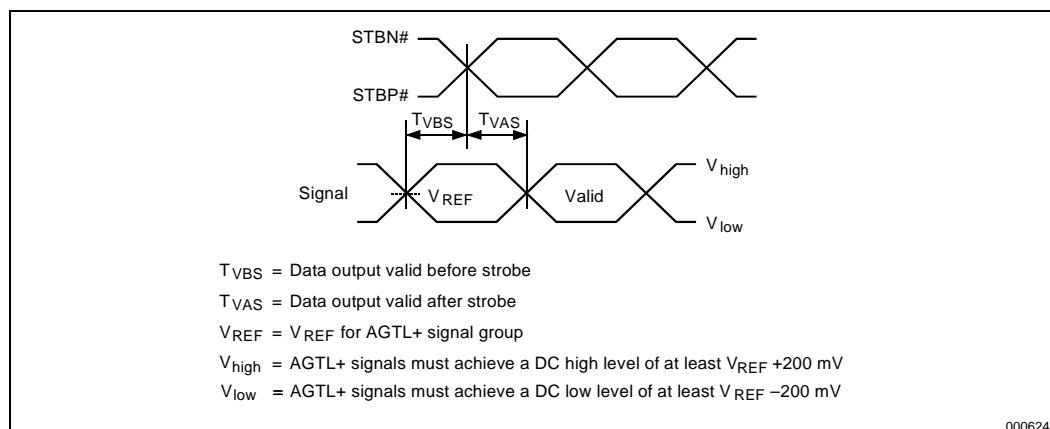 STBN#
STBP#
TVBS TVAS
Vhigh
Signal VREF Valid
Vlow
TVBS = Data output valid before strobe
TVAS = Data output valid after strobe
VREF = VREF for AGTL+ signal group
Vhigh = AGTL+ signals must achieve a DC high level of at least VREF +200 mV
Vlow = AGTL+ signals must achieve a DC low level of at least VREF –200 mV
000624